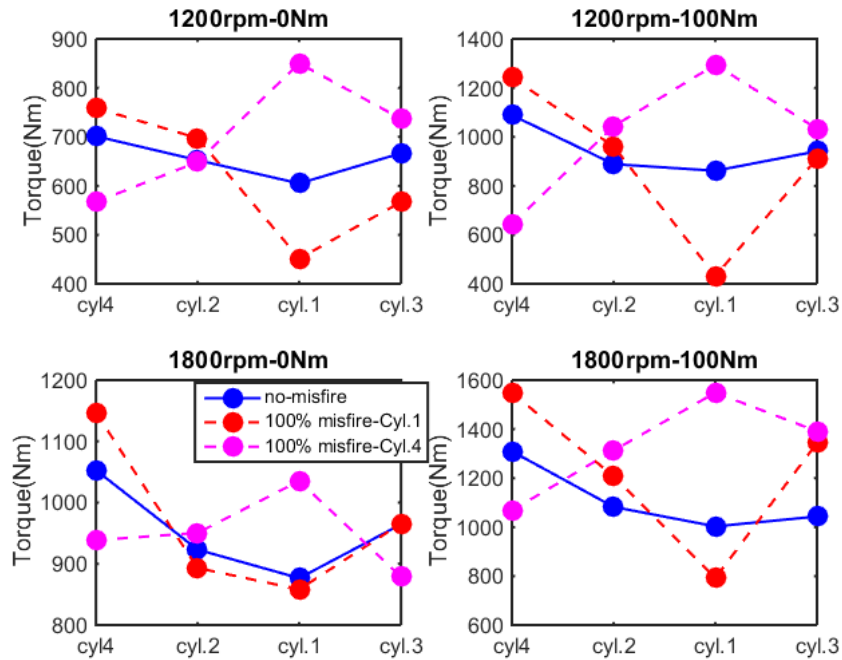 1200rpm-0Nm
900
800
700
600
500
400
Torque(Nm)
cyl4 cyl.2 cyl.1 cyl.3
1200rpm-100Nm
1400
1200
1000
800
600
400
Torque(Nm)
cyl4 cyl.2 cyl.1 cyl.3
1800rpm-0Nm
1200
1100
1000
900
800
Torque(Nm)
no-misfire
100% misfire-Cyl.1
100% misfire-Cyl.4
cyl4 cyl.2 cyl.1 cyl.3
1800rpm-100Nm
1600
1400
1200
1000
800
600
Torque(Nm)
cyl4 cyl.2 cyl.1 cyl.3